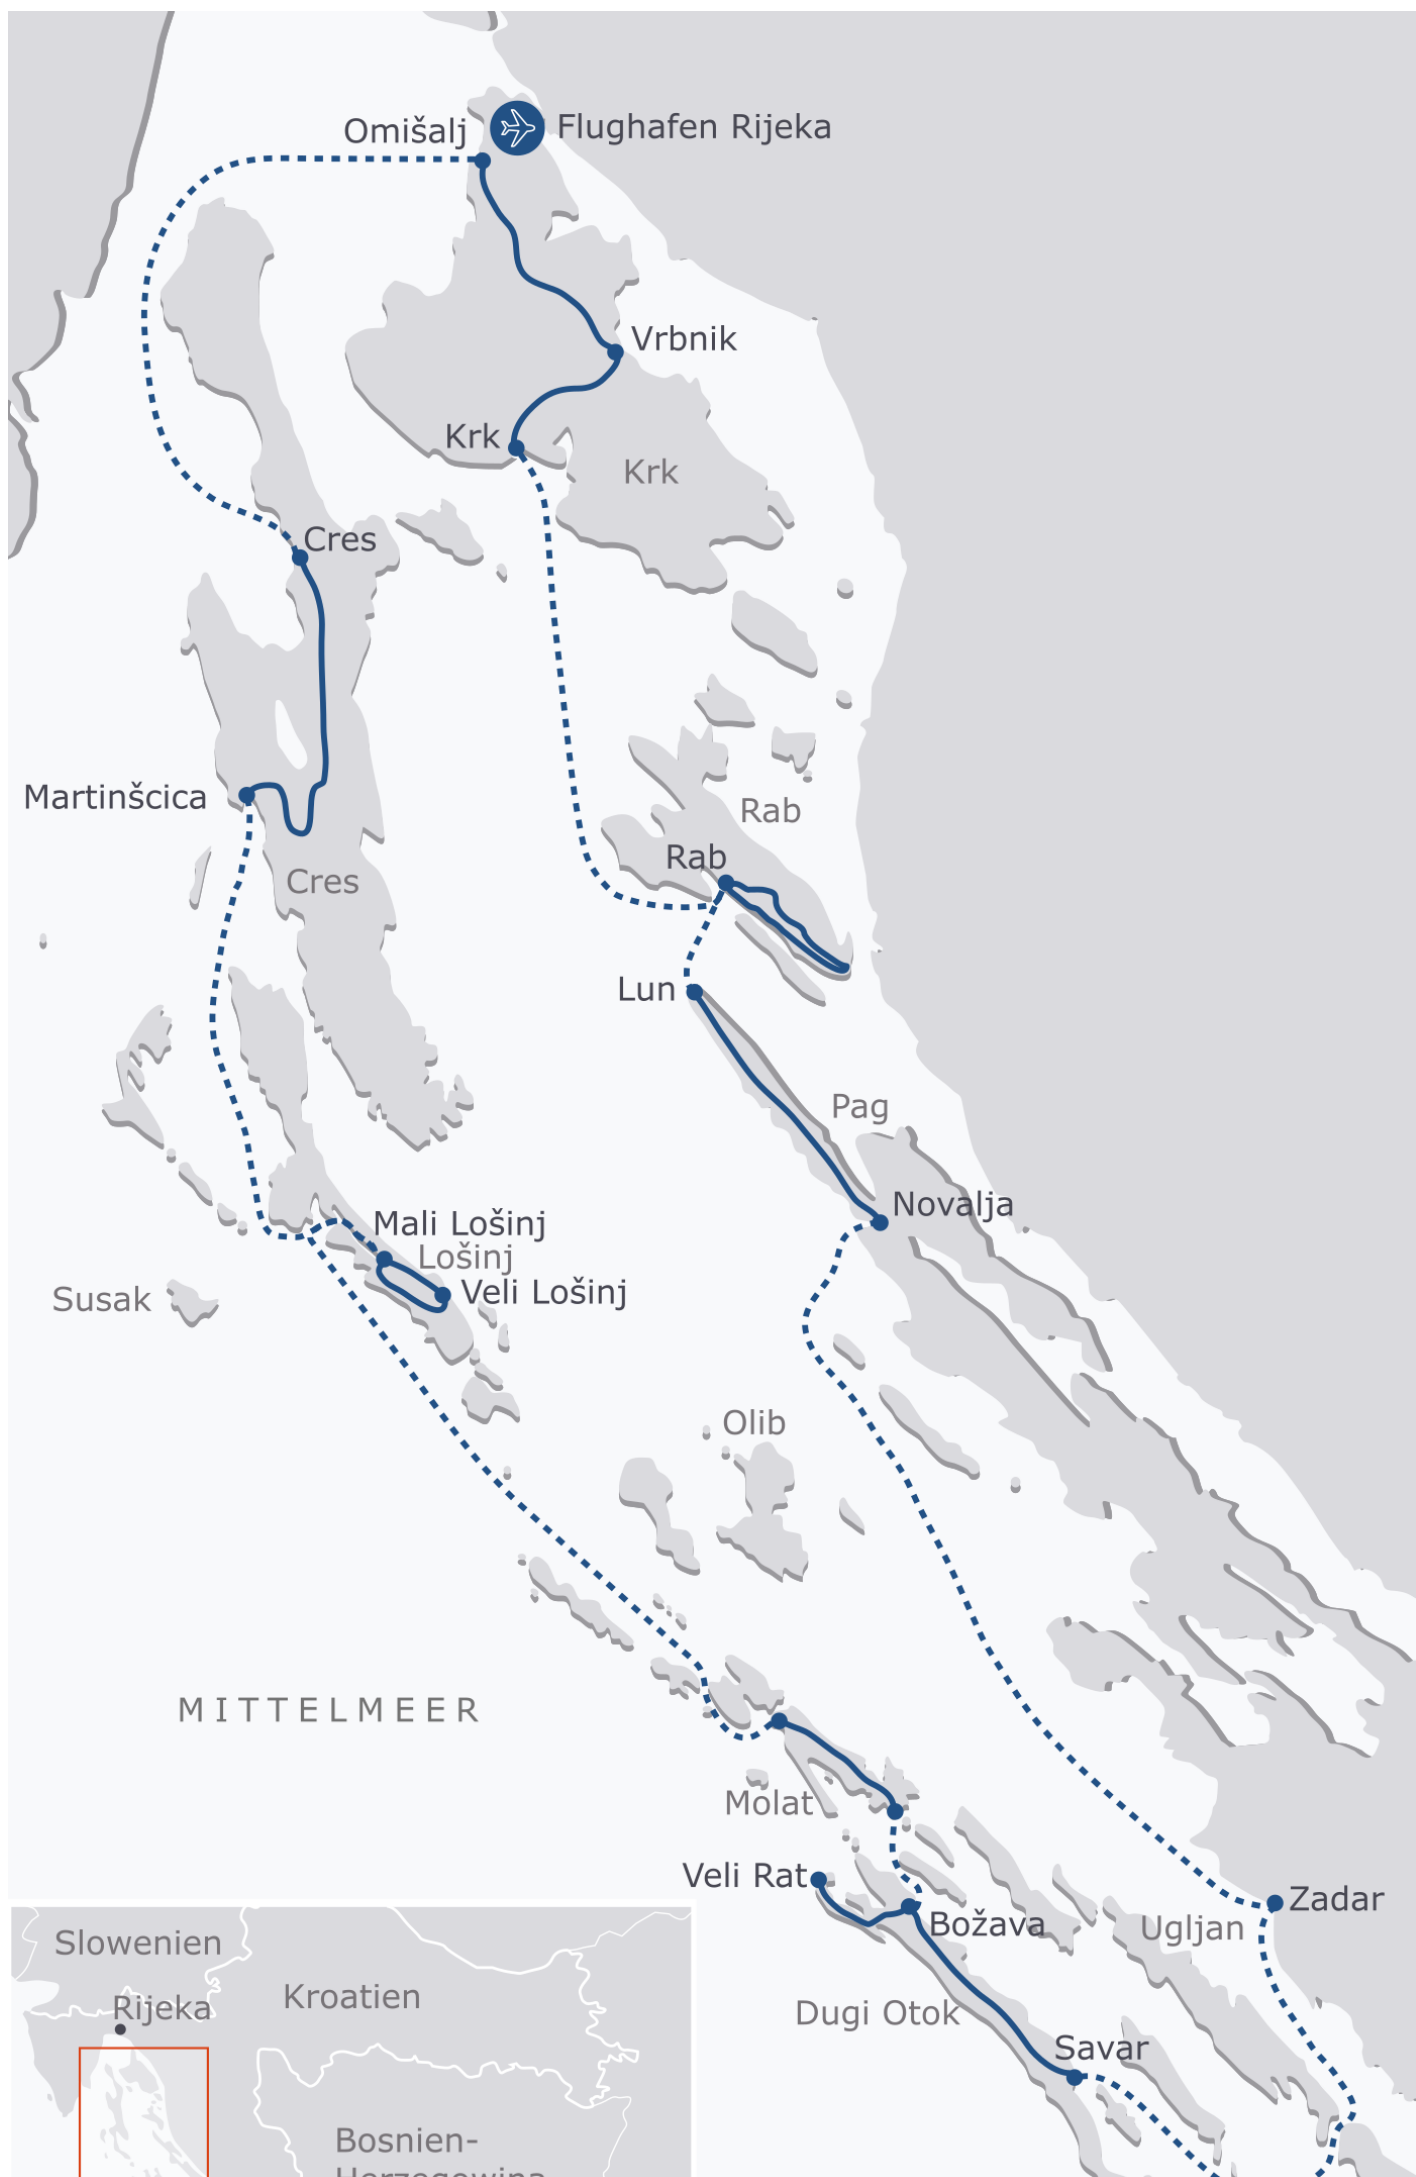 Omišalj
Flughafen Rijeka
Vrbnik
Krk
Krk
Cres
Martinšcica
Rab
Rab
Cres
Lun
Pag
Novalja
Mali Lošinj
Lošinj
Veli Lošinj
Susak
Olib
MITTELMEER
Molat
Veli Rat
Zadar
Božava
Ugljan
Dugi Otok
Savar
Slowenien
Rijeka
Kroatien
Bosnien-
Herzegowina